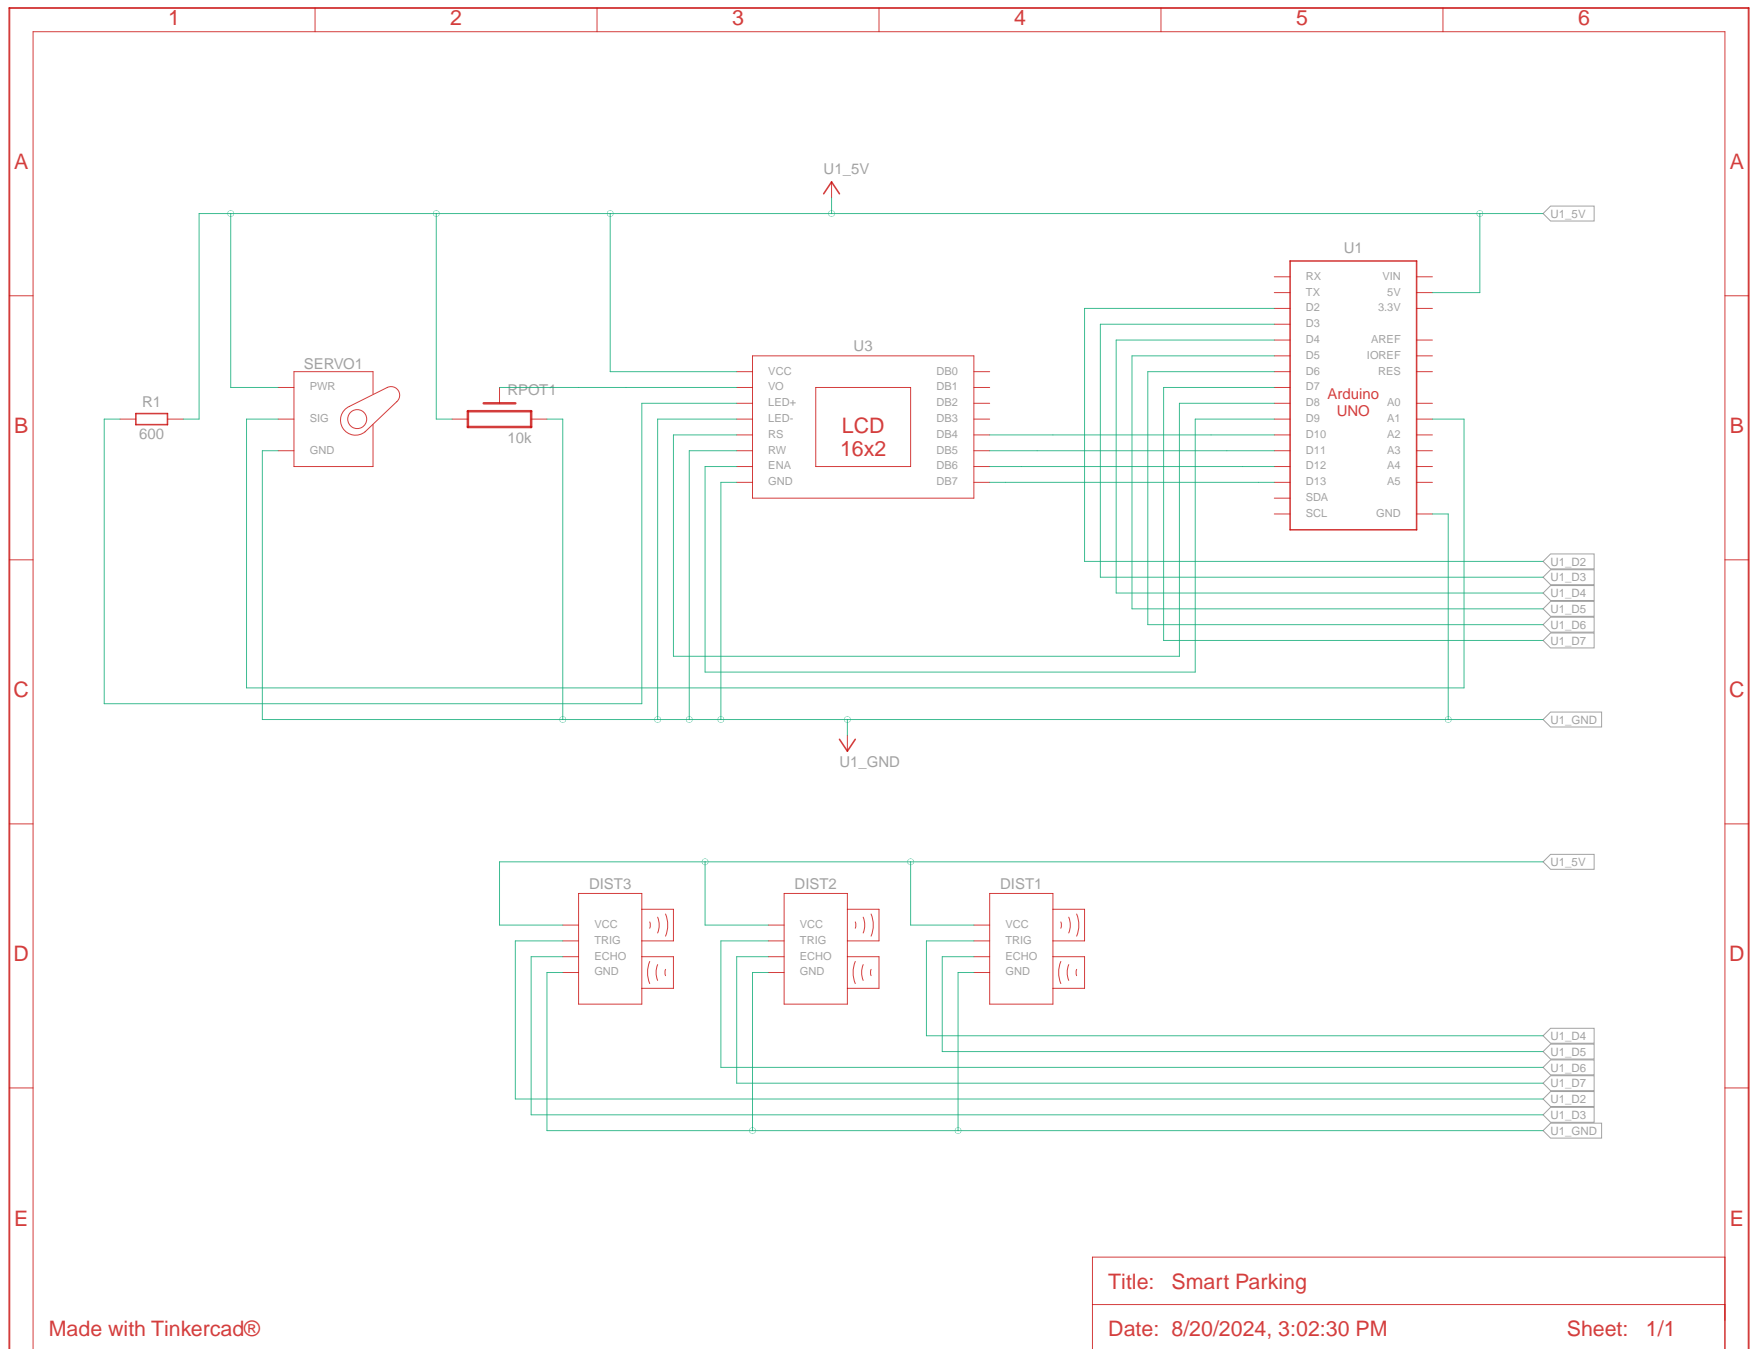 1 2 3 4 5 6
A A
U1_5V
U1_5V
U1
RX VIN
TX 5V
D2 3.3V
D3
D4 AREF
D5 IOREF
D6 RES
D7
D8 A0
D9 A1
D10 A2
D11 A3
D12 A4
D13 A5
SDA
SCL GND
Arduino
UNO
U3
VCC DB0
VO DB1
LED+ DB2
LED- DB3
RS DB4
RW DB5
ENA DB6
GND DB7
LCD
16x2
SERVO1
PWR
SIG
GND
RPOT1
10k
R1
600
B B
U1_D2
U1_D3
U1_D4
U1_D5
U1_D6
U1_D7
C C
U1_GND
U1_GND
U1_5V
DIST3 DIST2 DIST1
VCC VCC VCC
TRIG TRIG TRIG
ECHO ECHO ECHO
GND GND GND
D D
U1_D4
U1_D5
U1_D6
U1_D7
U1_D2
U1_D3
U1_GND
E E
Title: Smart Parking
Made with Tinkercad®
Date: 8/20/2024, 3:02:30 PM Sheet: 1/1